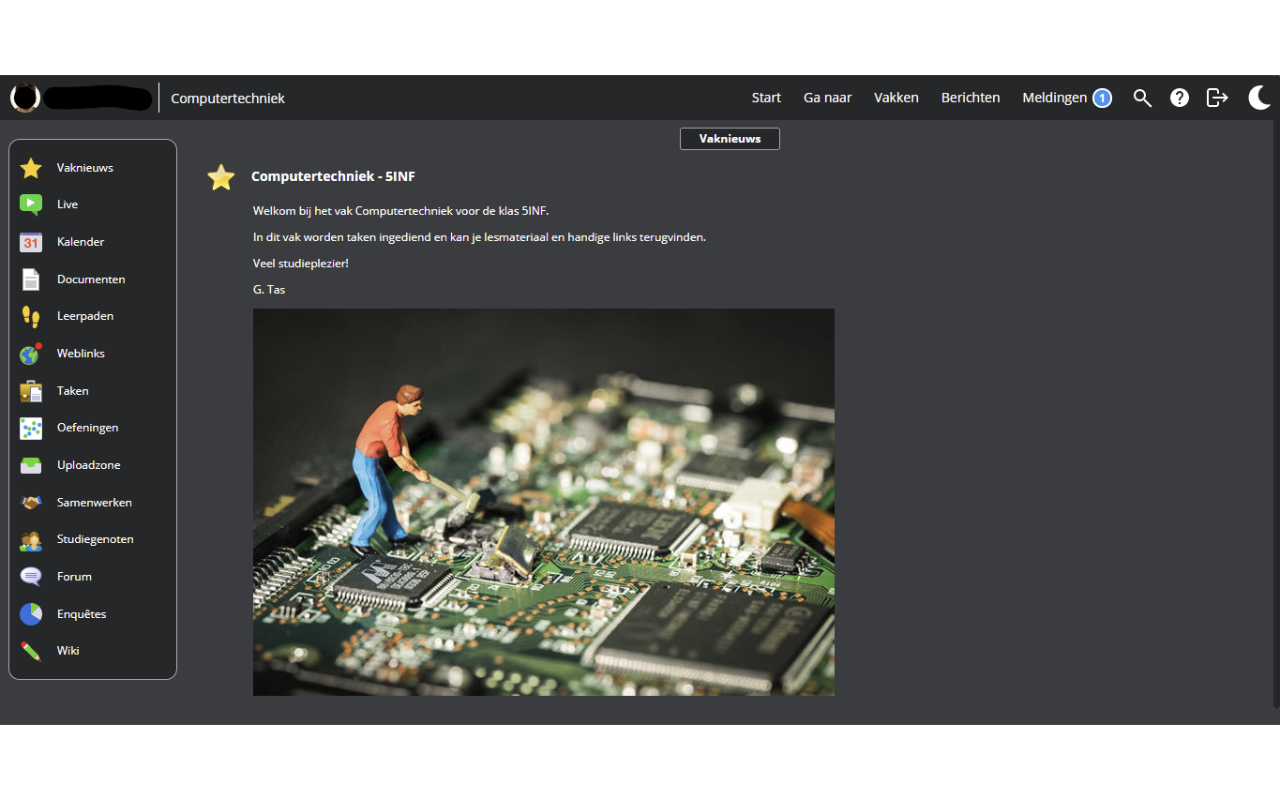 Computertechniek
Start
Ga naar
Vakken
Berichten
Meldingen 1
Vaknieuws
Vaknieuws
Live
31 Kalender
Documenten
Leerpaden
Weblinks
Taken
Oefeningen
Uploadzone
Samenwerken
Studiegenoten
Forum
Enquêtes
Wiki
Computertechniek - 5INF
Welkom bij het vak Computertechniek voor de klas 5INF.
In dit vak worden taken ingediend en kan je lesmateriaal en handige links terugvinden.
Veel studieplezier!
G. Tas